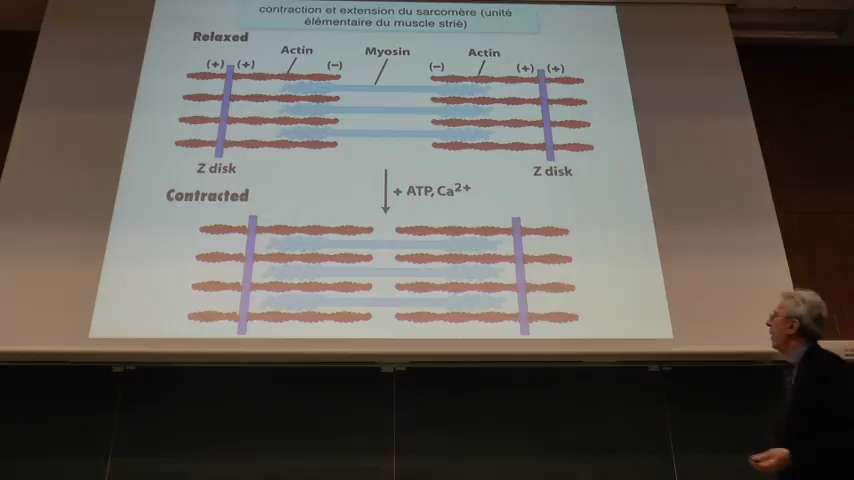 contraction et extension du sarcomère (unité
élémentaire du muscle strié)
Relaxed
Actin Myosin Actin
(+) (+) (-) (-) (+) (+)
Z disk Z disk
+ ATP, Ca2+
Contracted